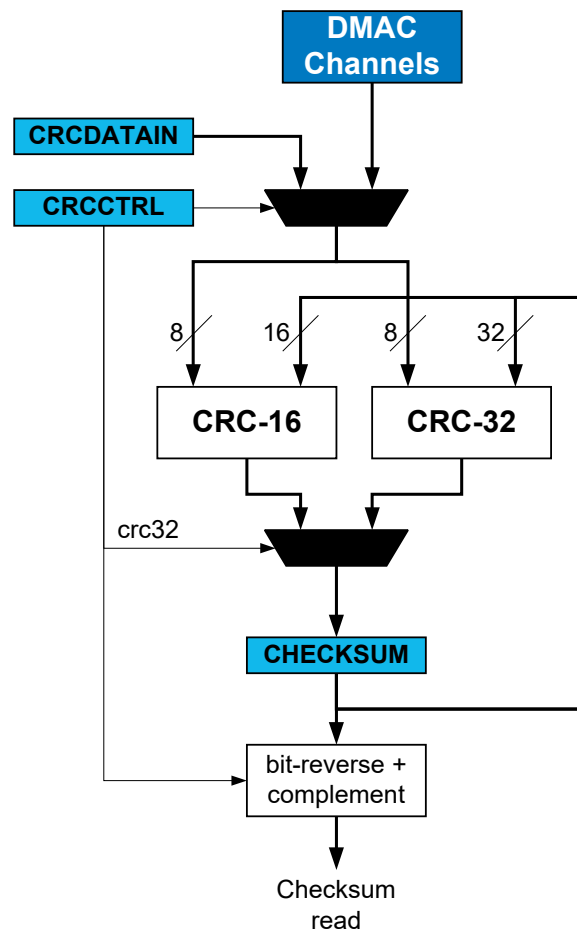 DMAC
Channels
CRCDATAIN
CRCCTRL
8
16
8
32
CRC-16
CRC-32
crc32
CHECKSUM
bit-reverse +
complement
Checksum
read